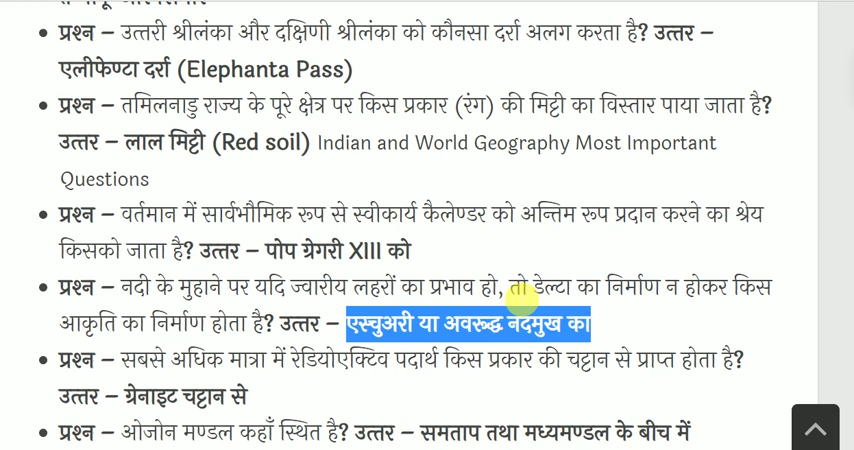 प्रश्न – उत्तरी श्रीलंका और दक्षिणी श्रीलंका को कौनसा दर्रा अलग करता है? उत्तर –
एलीफेण्टा दर्रा (Elephanta Pass)
प्रश्न – तमिलनाडु राज्य के पूरे क्षेत्र पर किस प्रकार (रंग) की मिट्टी का विस्तार पाया जाता है?
उत्तर – लाल मिट्टी (Red soil) Indian and World Geography Most Important
Questions
प्रश्न – वर्तमान में सार्वभौमिक रूप से स्वीकार्य कैलेण्डर को अन्तिम रूप प्रदान करने का श्रेय
किसको जाता है? उत्तर – पोप ग्रेगरी XIII को
प्रश्न – नदी के मुहाने पर यदि ज्वारीय लहरों का प्रभाव हो, तो डेल्टा का निर्माण न होकर किस
आकृति का निर्माण होता है? उत्तर – एस्चुअरी या अवरूद्ध नदमुख का
प्रश्न – सबसे अधिक मात्रा में रेडियोएक्टिव पदार्थ किस प्रकार की चट्टान से प्राप्त होता है?
उत्तर – ग्रेनाइट चट्टान से
प्रश्न – ओजोन मण्डल कहाँ स्थित है? उत्तर – समताप तथा मध्यमण्डल के बीच में